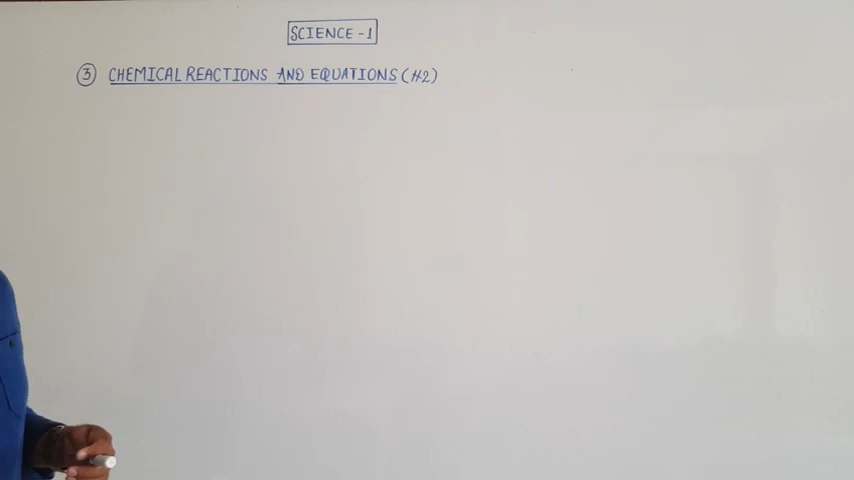 SCIENCE-1
3 CHEMICAL REACTIONS AND EQUATIONS (#2)